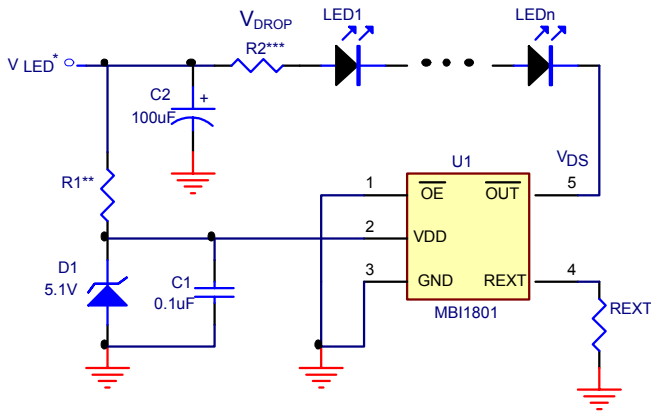 V LED*
VDROP
R2***
LED1
LEDn
C2
+
100uF
R1**
U1
VDS
1
OE
OUT
5
2
VDD
3
GND
REXT
4
D1
5.1V
C1
0.1uF
MBI1801
REXT